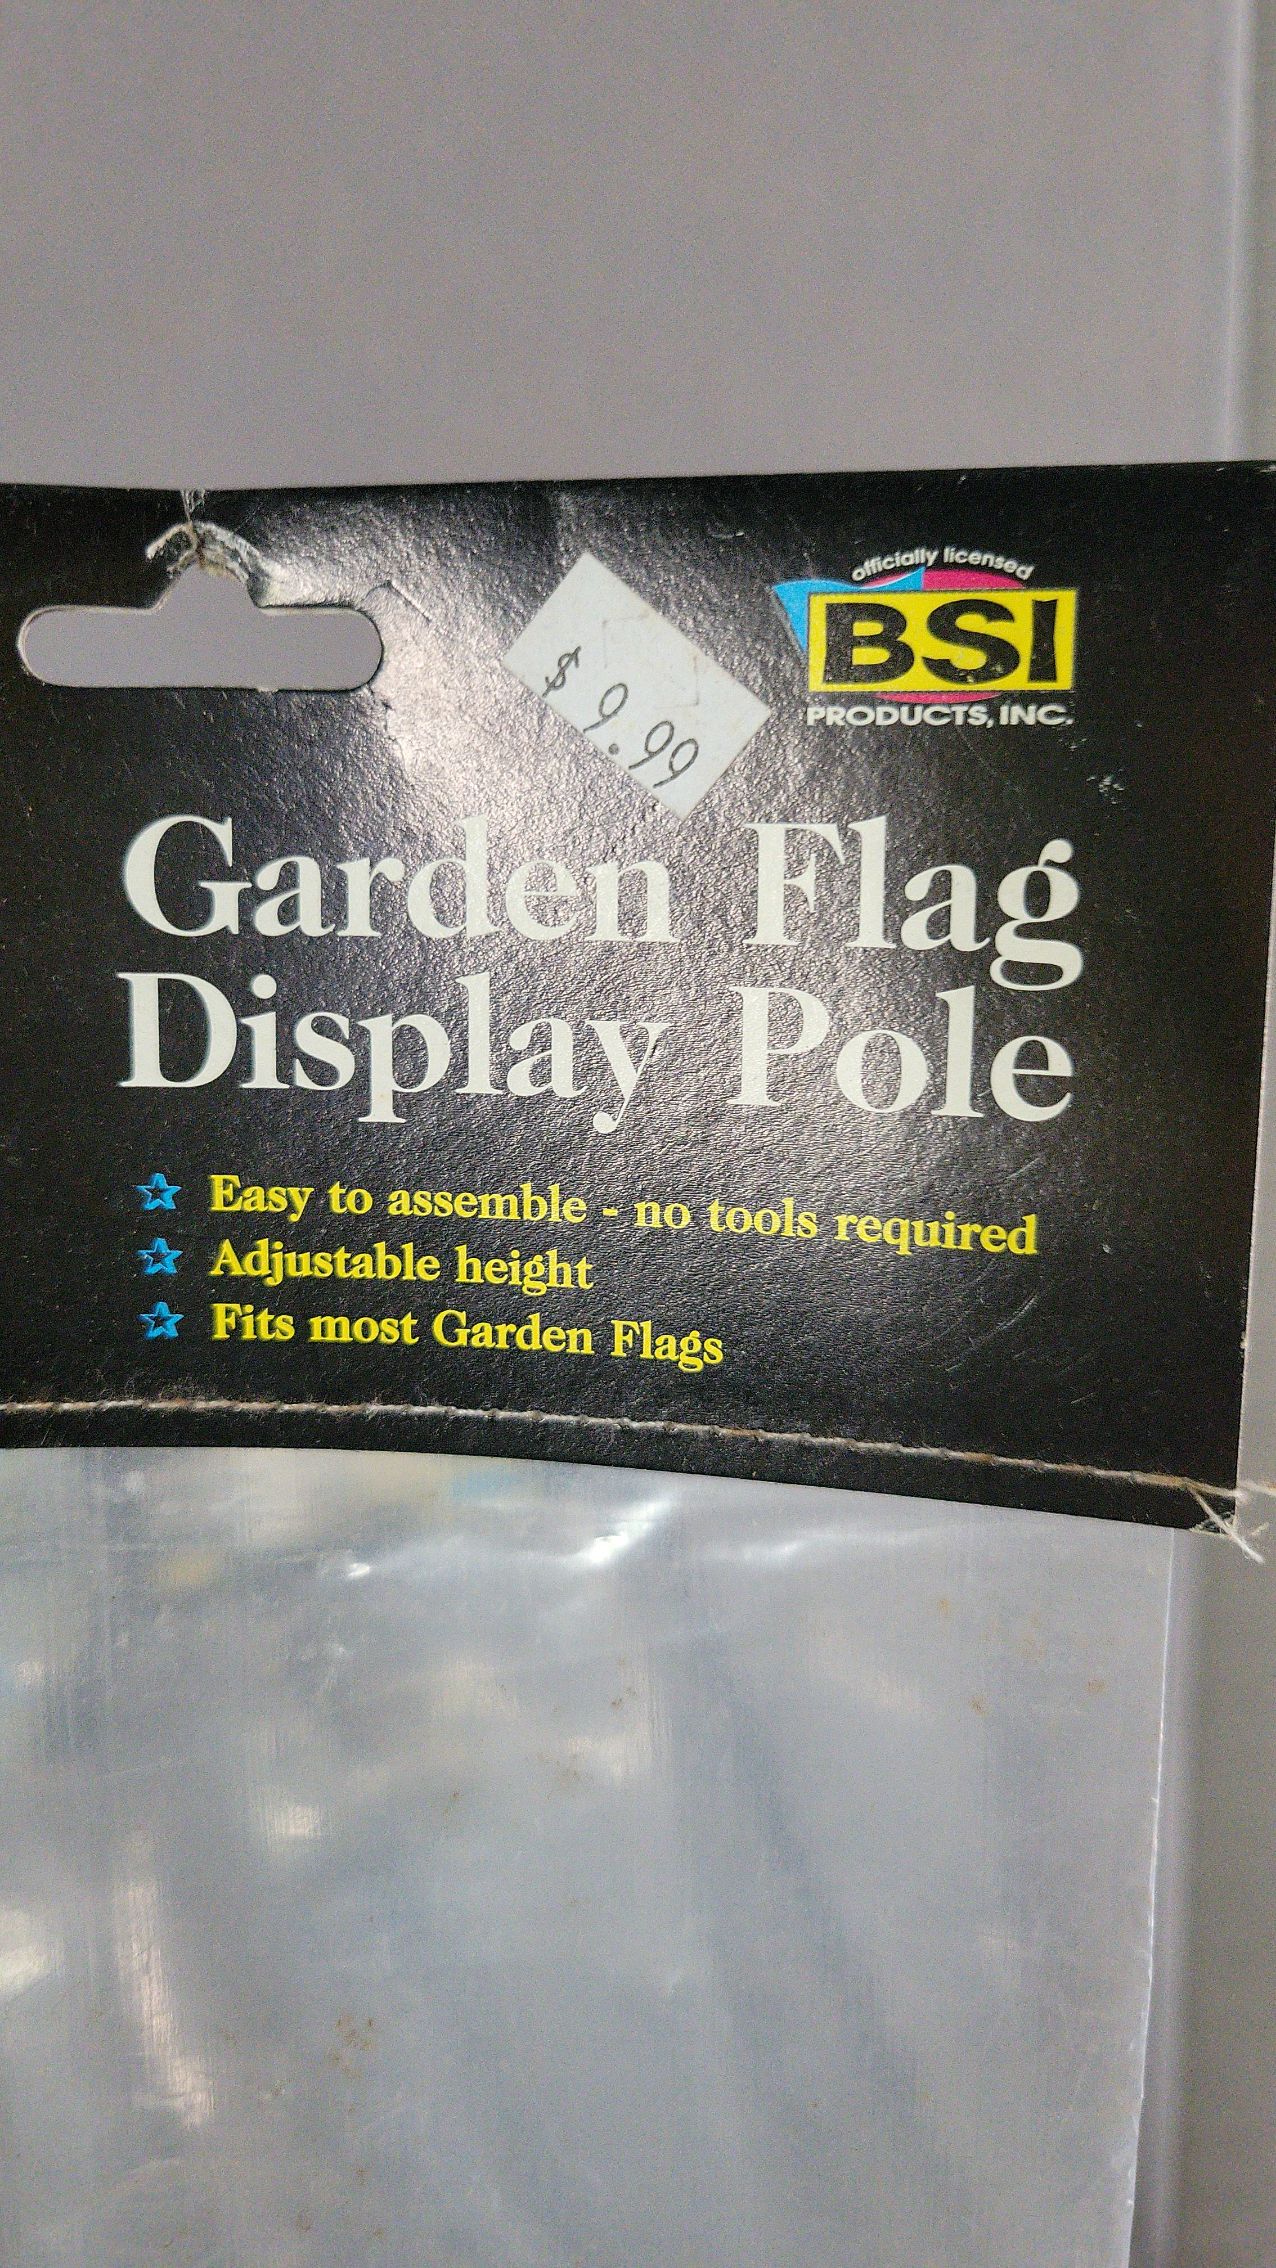 officially licensed
BSI
PRODUCTS, INC.
$ 9.99
Garden Flag
Display Pole
Easy to assemble - no tools required
Adjustable height
Fits most Garden Flags